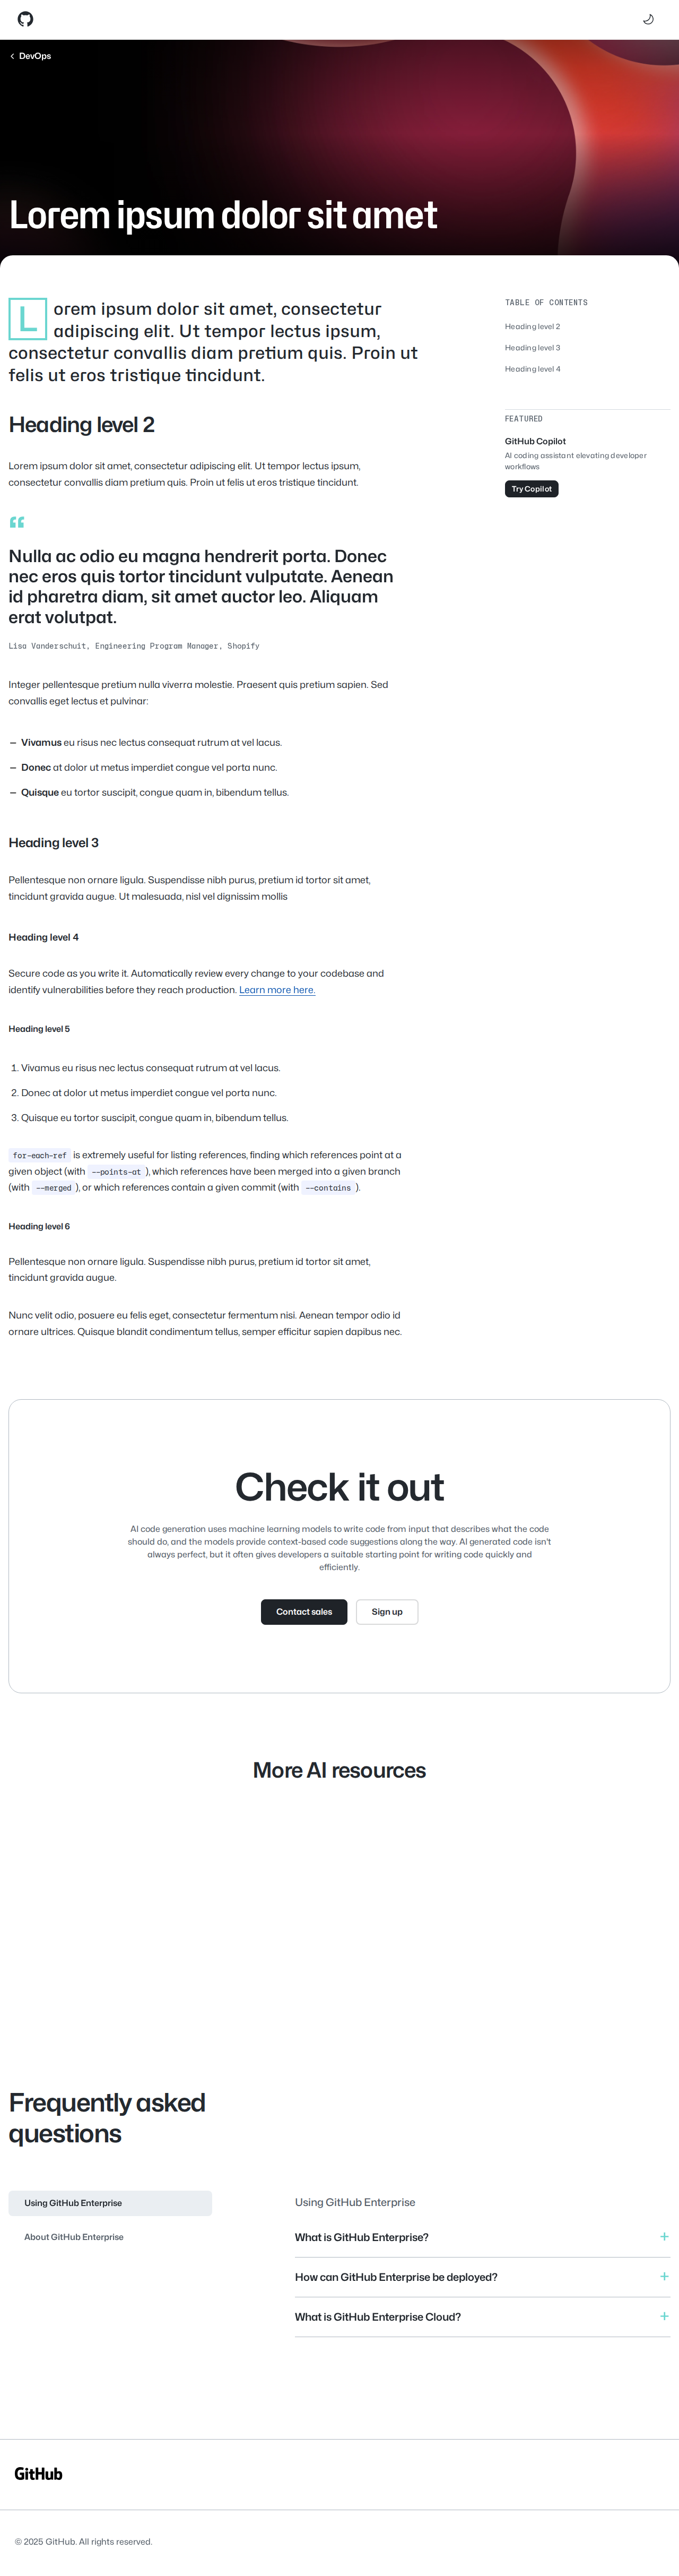 DevOps
Lorem ipsum dolor sit amet
Lorem ipsum dolor sit amet, consectetur
adipiscing elit. Ut tempor lectus ipsum,
consectetur convallis diam pretium quis. Proin ut
felis ut eros tristique tincidunt.
TABLE OF CONTENTS
Heading level 2
Heading level 3
Heading level 4
FEATURED
GitHub Copilot
AI coding assistant elevating developer
workflows
Try Copilot
Heading level 2
Lorem ipsum dolor sit amet, consectetur adipiscing elit. Ut tempor lectus ipsum,
consectetur convallis diam pretium quis. Proin ut felis ut eros tristique tincidunt.
“
Nulla ac odio eu magna hendrerit porta. Donec
nec eros quis tortor tincidunt vulputate. Aenean
id pharetra diam, sit amet auctor leo. Aliquam
erat volutpat.
Lisa Vanderschuit, Engineering Program Manager, Shopify
Integer pellentesque pretium nulla viverra molestie. Praesent quis pretium sapien. Sed
convallis eget lectus et pulvinar:
— Vivamus eu risus nec lectus consequat rutrum at vel lacus.
— Donec at dolor ut metus imperdiet congue vel porta nunc.
— Quisque eu tortor suscipit, congue quam in, bibendum tellus.
Heading level 3
Pellentesque non ornare ligula. Suspendisse nibh purus, pretium id tortor sit amet,
tincidunt gravida augue. Ut malesuada, nisl vel dignissim mollis
Heading level 4
Secure code as you write it. Automatically review every change to your codebase and
identify vulnerabilities before they reach production. Learn more here.
Heading level 5
1. Vivamus eu risus nec lectus consequat rutrum at vel lacus.
2. Donec at dolor ut metus imperdiet congue vel porta nunc.
3. Quisque eu tortor suscipit, congue quam in, bibendum tellus.
for-each-ref is extremely useful for listing references, finding which references point at a
given object (with --points-at ), which references have been merged into a given branch
(with --merged ), or which references contain a given commit (with --contains ).
Heading level 6
Pellentesque non ornare ligula. Suspendisse nibh purus, pretium id tortor sit amet,
tincidunt gravida augue.
Nunc velit odio, posuere eu felis eget, consectetur fermentum nisi. Aenean tempor odio id
ornare ultrices. Quisque blandit condimentum tellus, semper efficitur sapien dapibus nec.
Check it out
AI code generation uses machine learning models to write code from input that describes what the code
should do, and the models provide context-based code suggestions along the way. AI generated code isn't
always perfect, but it often gives developers a suitable starting point for writing code quickly and
efficiently.
Contact sales
Sign up
More AI resources
Frequently asked
questions
Using GitHub Enterprise
About GitHub Enterprise
Using GitHub Enterprise
What is GitHub Enterprise?
How can GitHub Enterprise be deployed?
What is GitHub Enterprise Cloud?
GitHub
© 2025 GitHub. All rights reserved.